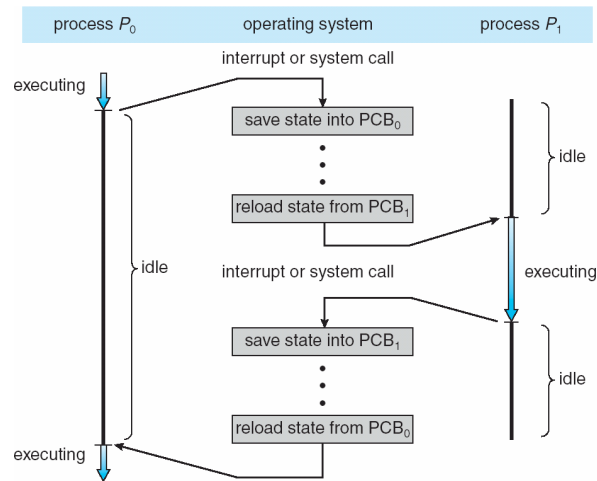 process P₀ operating system process P₁
interrupt or system call
executing
save state into PCB₀
idle
reload state from PCB₁
idle
interrupt or system call
executing
save state into PCB₁
idle
reload state from PCB₀
executing